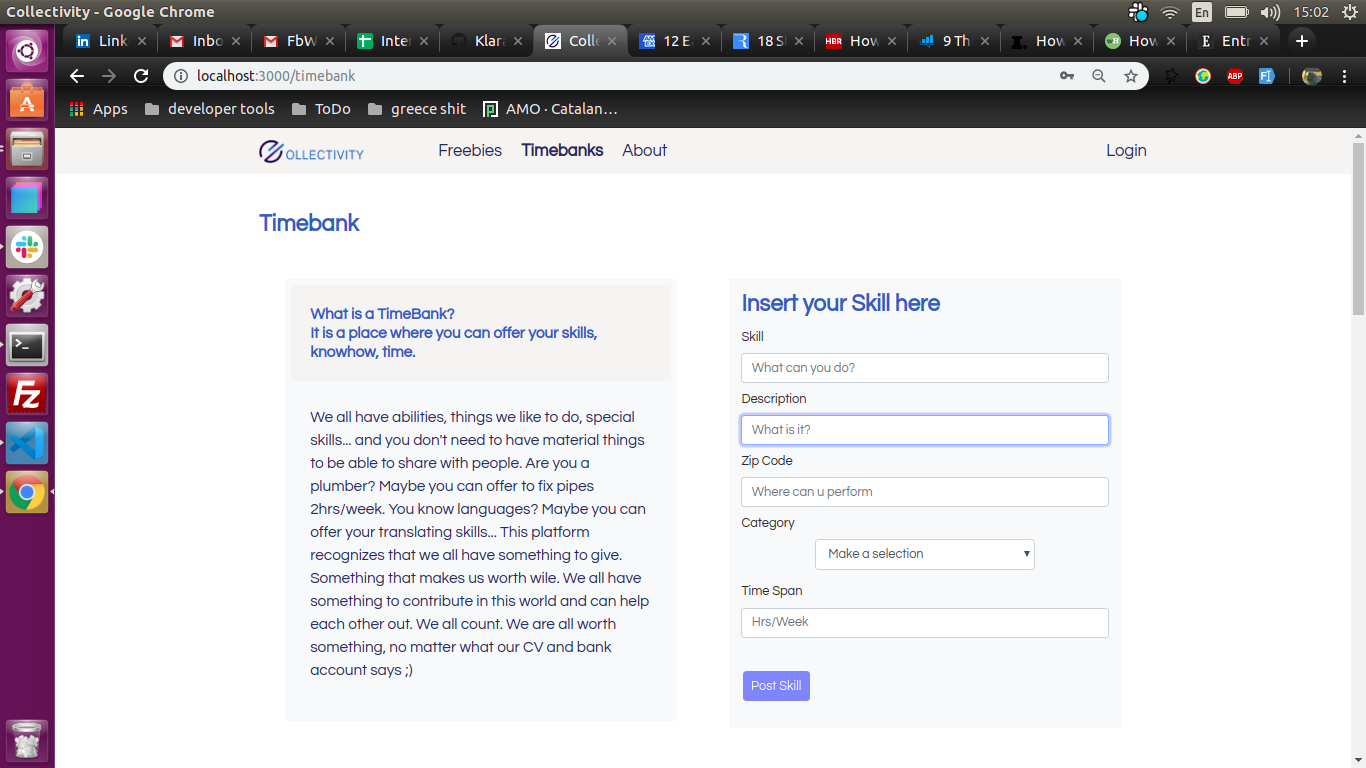 Collectivity - Google Chrome
En
15:02
Link
Inbo
FbW
Inte
Klara
Colle
12 E
18 S
HBR
How
9 Th
I.
How
How
E
Entr
localhost:3000/timebank
ABP
Apps
developer tools
ToDo
greece shit
AMO · Catalan…
OLLECTIVITY
Freebies
Timebanks
About
Login
Timebank
What is a TimeBank?
It is a place where you can offer your skills,
knowhow, time.
We all have abilities, things we like to do, special
skills... and you don't need to have material things
to be able to share with people. Are you a
plumber? Maybe you can offer to fix pipes
2hrs/week. You know languages? Maybe you can
offer your translating skills... This platform
recognizes that we all have something to give.
Something that makes us worth wile. We all have
something to contribute in this world and can help
each other out. We all count. We are all worth
something, no matter what our CV and bank
account says ;)
Insert your Skill here
Skill
What can you do?
Description
What is it?
Zip Code
Where can u perform
Category
Make a selection
Time Span
Hrs/Week
Post Skill